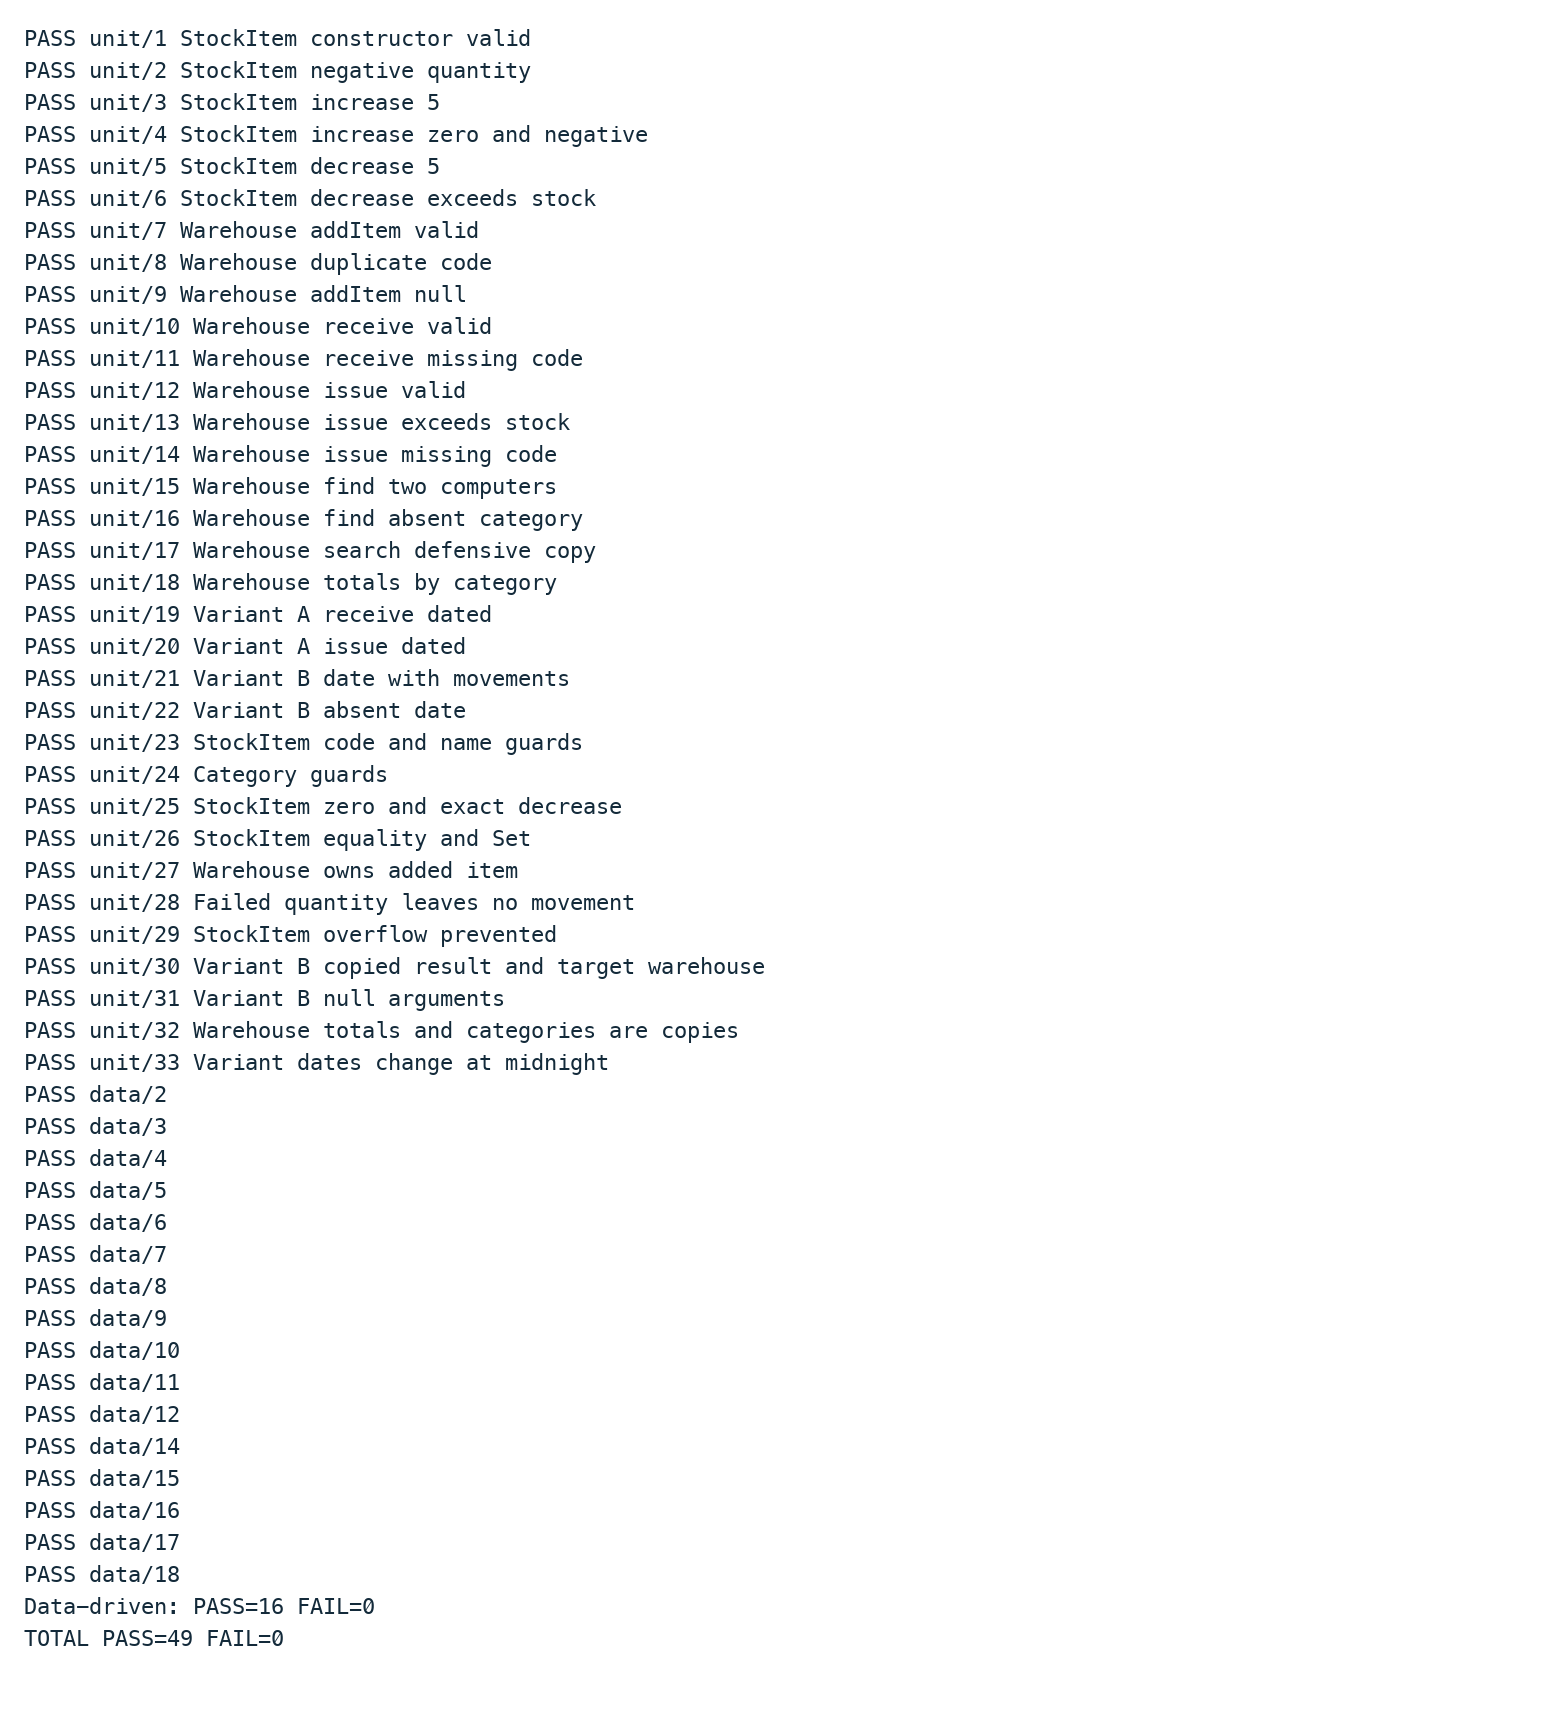 PASS unit/1 StockItem constructor valid
PASS unit/2 StockItem negative quantity
PASS unit/3 StockItem increase 5
PASS unit/4 StockItem increase zero and negative
PASS unit/5 StockItem decrease 5
PASS unit/6 StockItem decrease exceeds stock
PASS unit/7 Warehouse addItem valid
PASS unit/8 Warehouse duplicate code
PASS unit/9 Warehouse addItem null
PASS unit/10 Warehouse receive valid
PASS unit/11 Warehouse receive missing code
PASS unit/12 Warehouse issue valid
PASS unit/13 Warehouse issue exceeds stock
PASS unit/14 Warehouse issue missing code
PASS unit/15 Warehouse find two computers
PASS unit/16 Warehouse find absent category
PASS unit/17 Warehouse search defensive copy
PASS unit/18 Warehouse totals by category
PASS unit/19 Variant A receive dated
PASS unit/20 Variant A issue dated
PASS unit/21 Variant B date with movements
PASS unit/22 Variant B absent date
PASS unit/23 StockItem code and name guards
PASS unit/24 Category guards
PASS unit/25 StockItem zero and exact decrease
PASS unit/26 StockItem equality and Set
PASS unit/27 Warehouse owns added item
PASS unit/28 Failed quantity leaves no movement
PASS unit/29 StockItem overflow prevented
PASS unit/30 Variant B copied result and target warehouse
PASS unit/31 Variant B null arguments
PASS unit/32 Warehouse totals and categories are copies
PASS unit/33 Variant dates change at midnight
PASS data/2
PASS data/3
PASS data/4
PASS data/5
PASS data/6
PASS data/7
PASS data/8
PASS data/9
PASS data/10
PASS data/11
PASS data/12
PASS data/14
PASS data/15
PASS data/16
PASS data/17
PASS data/18
Data−driven: PASS=16 FAIL=0
TOTAL PASS=49 FAIL=0